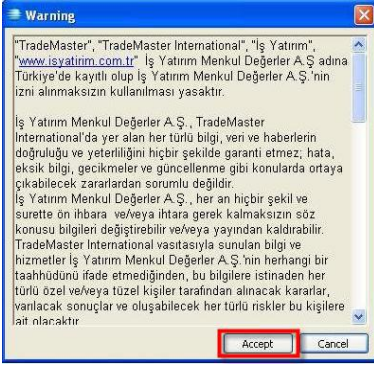 Warning
"TradeMaster", "TradeMaster International", "İş Yatırım",
"www.isyatirim.com.tr" İş Yatırım Menkul Değerler A.Ş adına
Türkiye'de kayıtlı olup İş Yatırım Menkul Değerler A.Ş.'nin
izni alınmaksızın kullanılması yasaktır.
İş Yatırım Menkul Değerler A.Ş., TradeMaster
International'da yer alan her türlü bilgi, veri ve haberlerin
doğruluğu ve yeterliliğini hiçbir şekilde garanti etmez; hata,
eksik bilgi, gecikmeler ve güncellenme gibi konularda ortaya
çıkabilecek zararlardan sorumlu değildir.
İş Yatırım Menkul Değerler A.Ş., her an hiçbir şekil ve
surette ön ihbara ve/veya ihtara gerek kalmaksızın söz
konusu bilgileri değiştirebilir ve/veya yayından kaldırabilir.
TradeMaster International vasıtasıyla sunulan bilgi ve
hizmetler İş Yatırım Menkul Değerler A.Ş.'nin herhangi bir
taahhüdünü ifade etmediğinden, bu bilgilere istinaden her
türlü özel ve/veya tüzel kişiler tarafından alınacak kararlar,
varılacak sonuçlar ve oluşabilecek her türlü riskler bu kişilere
ait olacaktır
Accept
Cancel